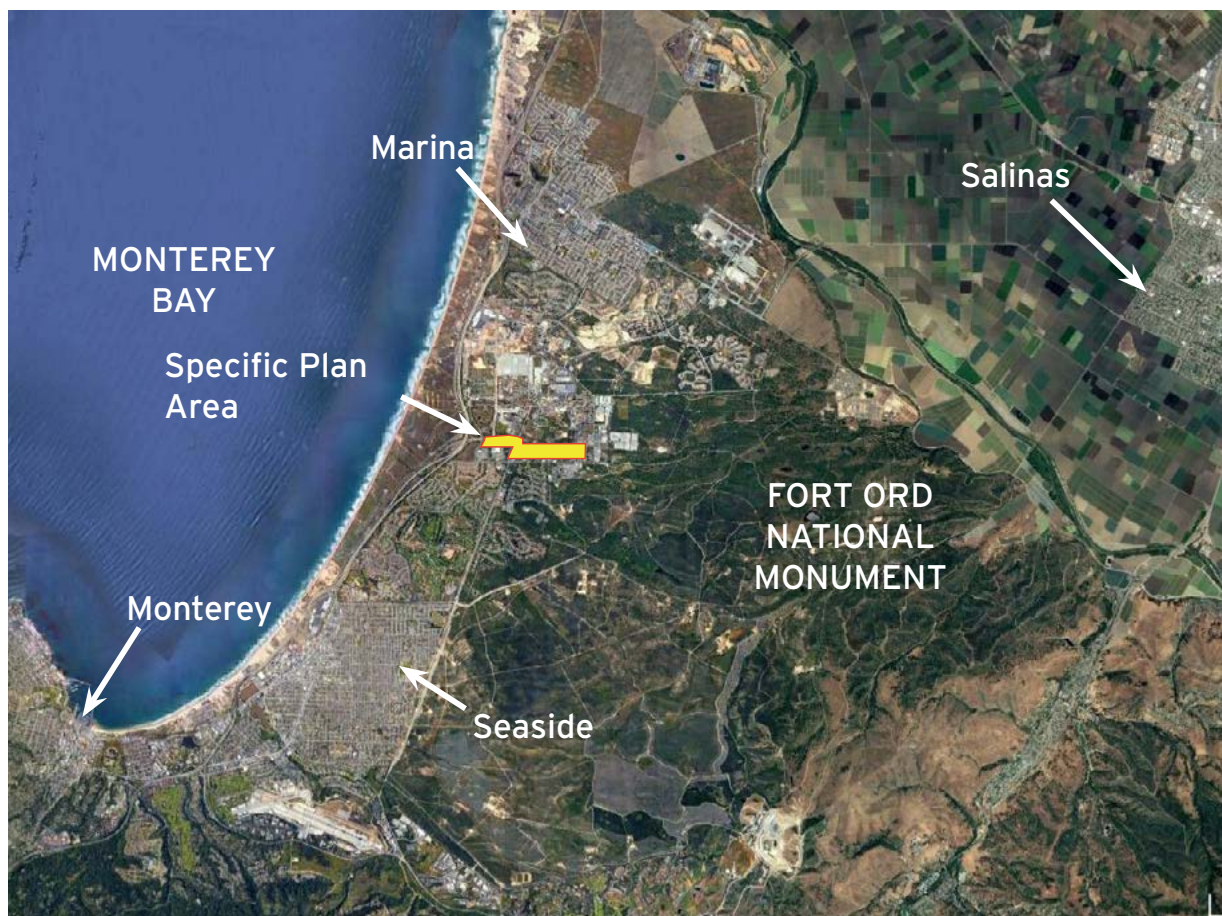 Marina
Salinas
MONTEREY
BAY
Specific Plan
Area
FORT ORD
NATIONAL
MONUMENT
Monterey
Seaside